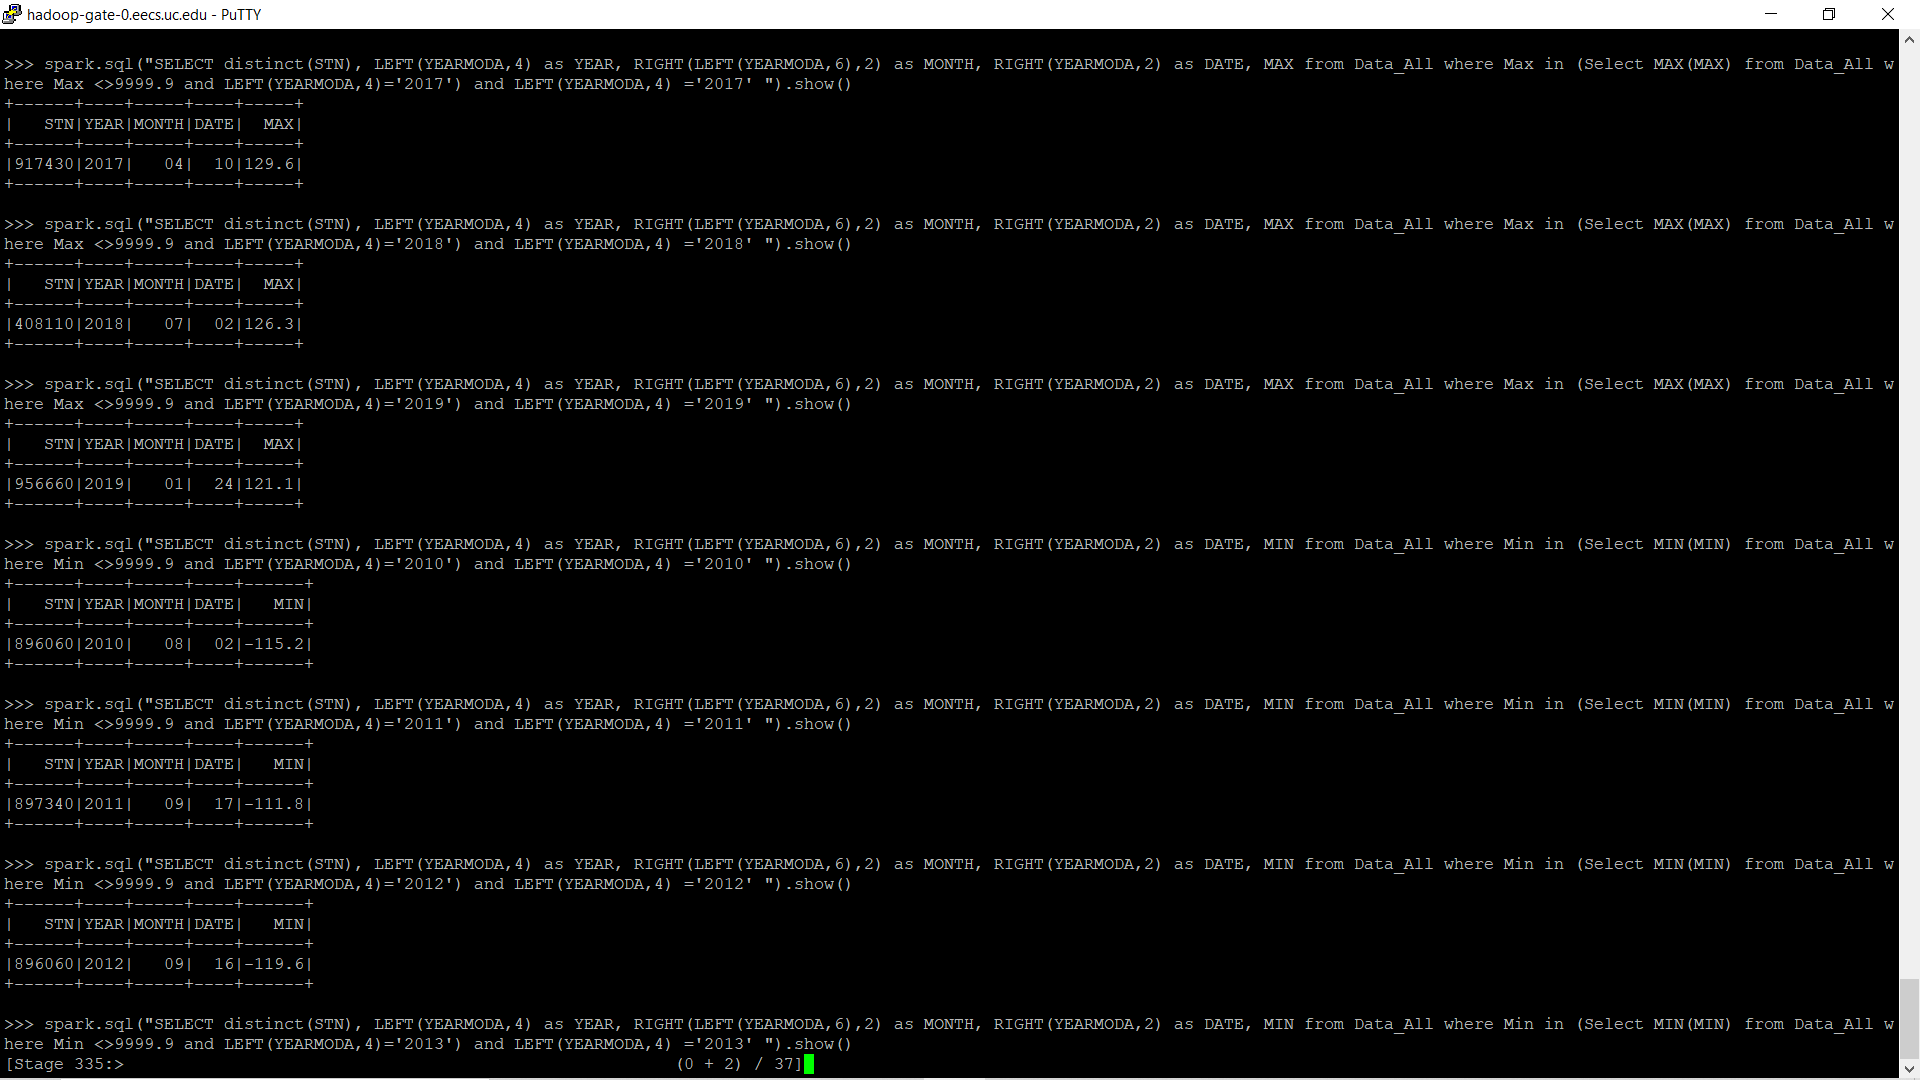 hadoop-gate-0.eecs.uc.edu - PuTTY
>>> spark.sql("SELECT distinct(STN), LEFT(YEARMODA,4) as YEAR, RIGHT(LEFT(YEARMODA,6),2) as MONTH, RIGHT(YEARMODA,2) as DATE, MAX from Data_All where Max in (Select MAX(MAX) from Data_All w
here Max <>9999.9 and LEFT(YEARMODA,4)='2017') and LEFT(YEARMODA,4) ='2017' ").show()
+------+----+-----+----+-----+
|   STN|YEAR|MONTH|DATE|  MAX|
+------+----+-----+----+-----+
|917430|2017|   04|  10|129.6|
+------+----+-----+----+-----+
>>> spark.sql("SELECT distinct(STN), LEFT(YEARMODA,4) as YEAR, RIGHT(LEFT(YEARMODA,6),2) as MONTH, RIGHT(YEARMODA,2) as DATE, MAX from Data_All where Max in (Select MAX(MAX) from Data_All w
here Max <>9999.9 and LEFT(YEARMODA,4)='2018') and LEFT(YEARMODA,4) ='2018' ").show()
+------+----+-----+----+-----+
|   STN|YEAR|MONTH|DATE|  MAX|
+------+----+-----+----+-----+
|408110|2018|   07|  02|126.3|
+------+----+-----+----+-----+
>>> spark.sql("SELECT distinct(STN), LEFT(YEARMODA,4) as YEAR, RIGHT(LEFT(YEARMODA,6),2) as MONTH, RIGHT(YEARMODA,2) as DATE, MAX from Data_All where Max in (Select MAX(MAX) from Data_All w
here Max <>9999.9 and LEFT(YEARMODA,4)='2019') and LEFT(YEARMODA,4) ='2019' ").show()
+------+----+-----+----+-----+
|   STN|YEAR|MONTH|DATE|  MAX|
+------+----+-----+----+-----+
|956660|2019|   01|  24|121.1|
+------+----+-----+----+-----+
>>> spark.sql("SELECT distinct(STN), LEFT(YEARMODA,4) as YEAR, RIGHT(LEFT(YEARMODA,6),2) as MONTH, RIGHT(YEARMODA,2) as DATE, MIN from Data_All where Min in (Select MIN(MIN) from Data_All w
here Min <>9999.9 and LEFT(YEARMODA,4)='2010') and LEFT(YEARMODA,4) ='2010' ").show()
+------+----+-----+----+------+
|   STN|YEAR|MONTH|DATE|   MIN|
+------+----+-----+----+------+
|896060|2010|   08|  02|-115.2|
+------+----+-----+----+------+
>>> spark.sql("SELECT distinct(STN), LEFT(YEARMODA,4) as YEAR, RIGHT(LEFT(YEARMODA,6),2) as MONTH, RIGHT(YEARMODA,2) as DATE, MIN from Data_All where Min in (Select MIN(MIN) from Data_All w
here Min <>9999.9 and LEFT(YEARMODA,4)='2011') and LEFT(YEARMODA,4) ='2011' ").show()
+------+----+-----+----+------+
|   STN|YEAR|MONTH|DATE|   MIN|
+------+----+-----+----+------+
|897340|2011|   09|  17|-111.8|
+------+----+-----+----+------+
>>> spark.sql("SELECT distinct(STN), LEFT(YEARMODA,4) as YEAR, RIGHT(LEFT(YEARMODA,6),2) as MONTH, RIGHT(YEARMODA,2) as DATE, MIN from Data_All where Min in (Select MIN(MIN) from Data_All w
here Min <>9999.9 and LEFT(YEARMODA,4)='2012') and LEFT(YEARMODA,4) ='2012' ").show()
+------+----+-----+----+------+
|   STN|YEAR|MONTH|DATE|   MIN|
+------+----+-----+----+------+
|896060|2012|   09|  16|-119.6|
+------+----+-----+----+------+
>>> spark.sql("SELECT distinct(STN), LEFT(YEARMODA,4) as YEAR, RIGHT(LEFT(YEARMODA,6),2) as MONTH, RIGHT(YEARMODA,2) as DATE, MIN from Data_All where Min in (Select MIN(MIN) from Data_All w
here Min <>9999.9 and LEFT(YEARMODA,4)='2013') and LEFT(YEARMODA,4) ='2013' ").show()
[Stage 335:>                                                       (0 + 2) / 37]